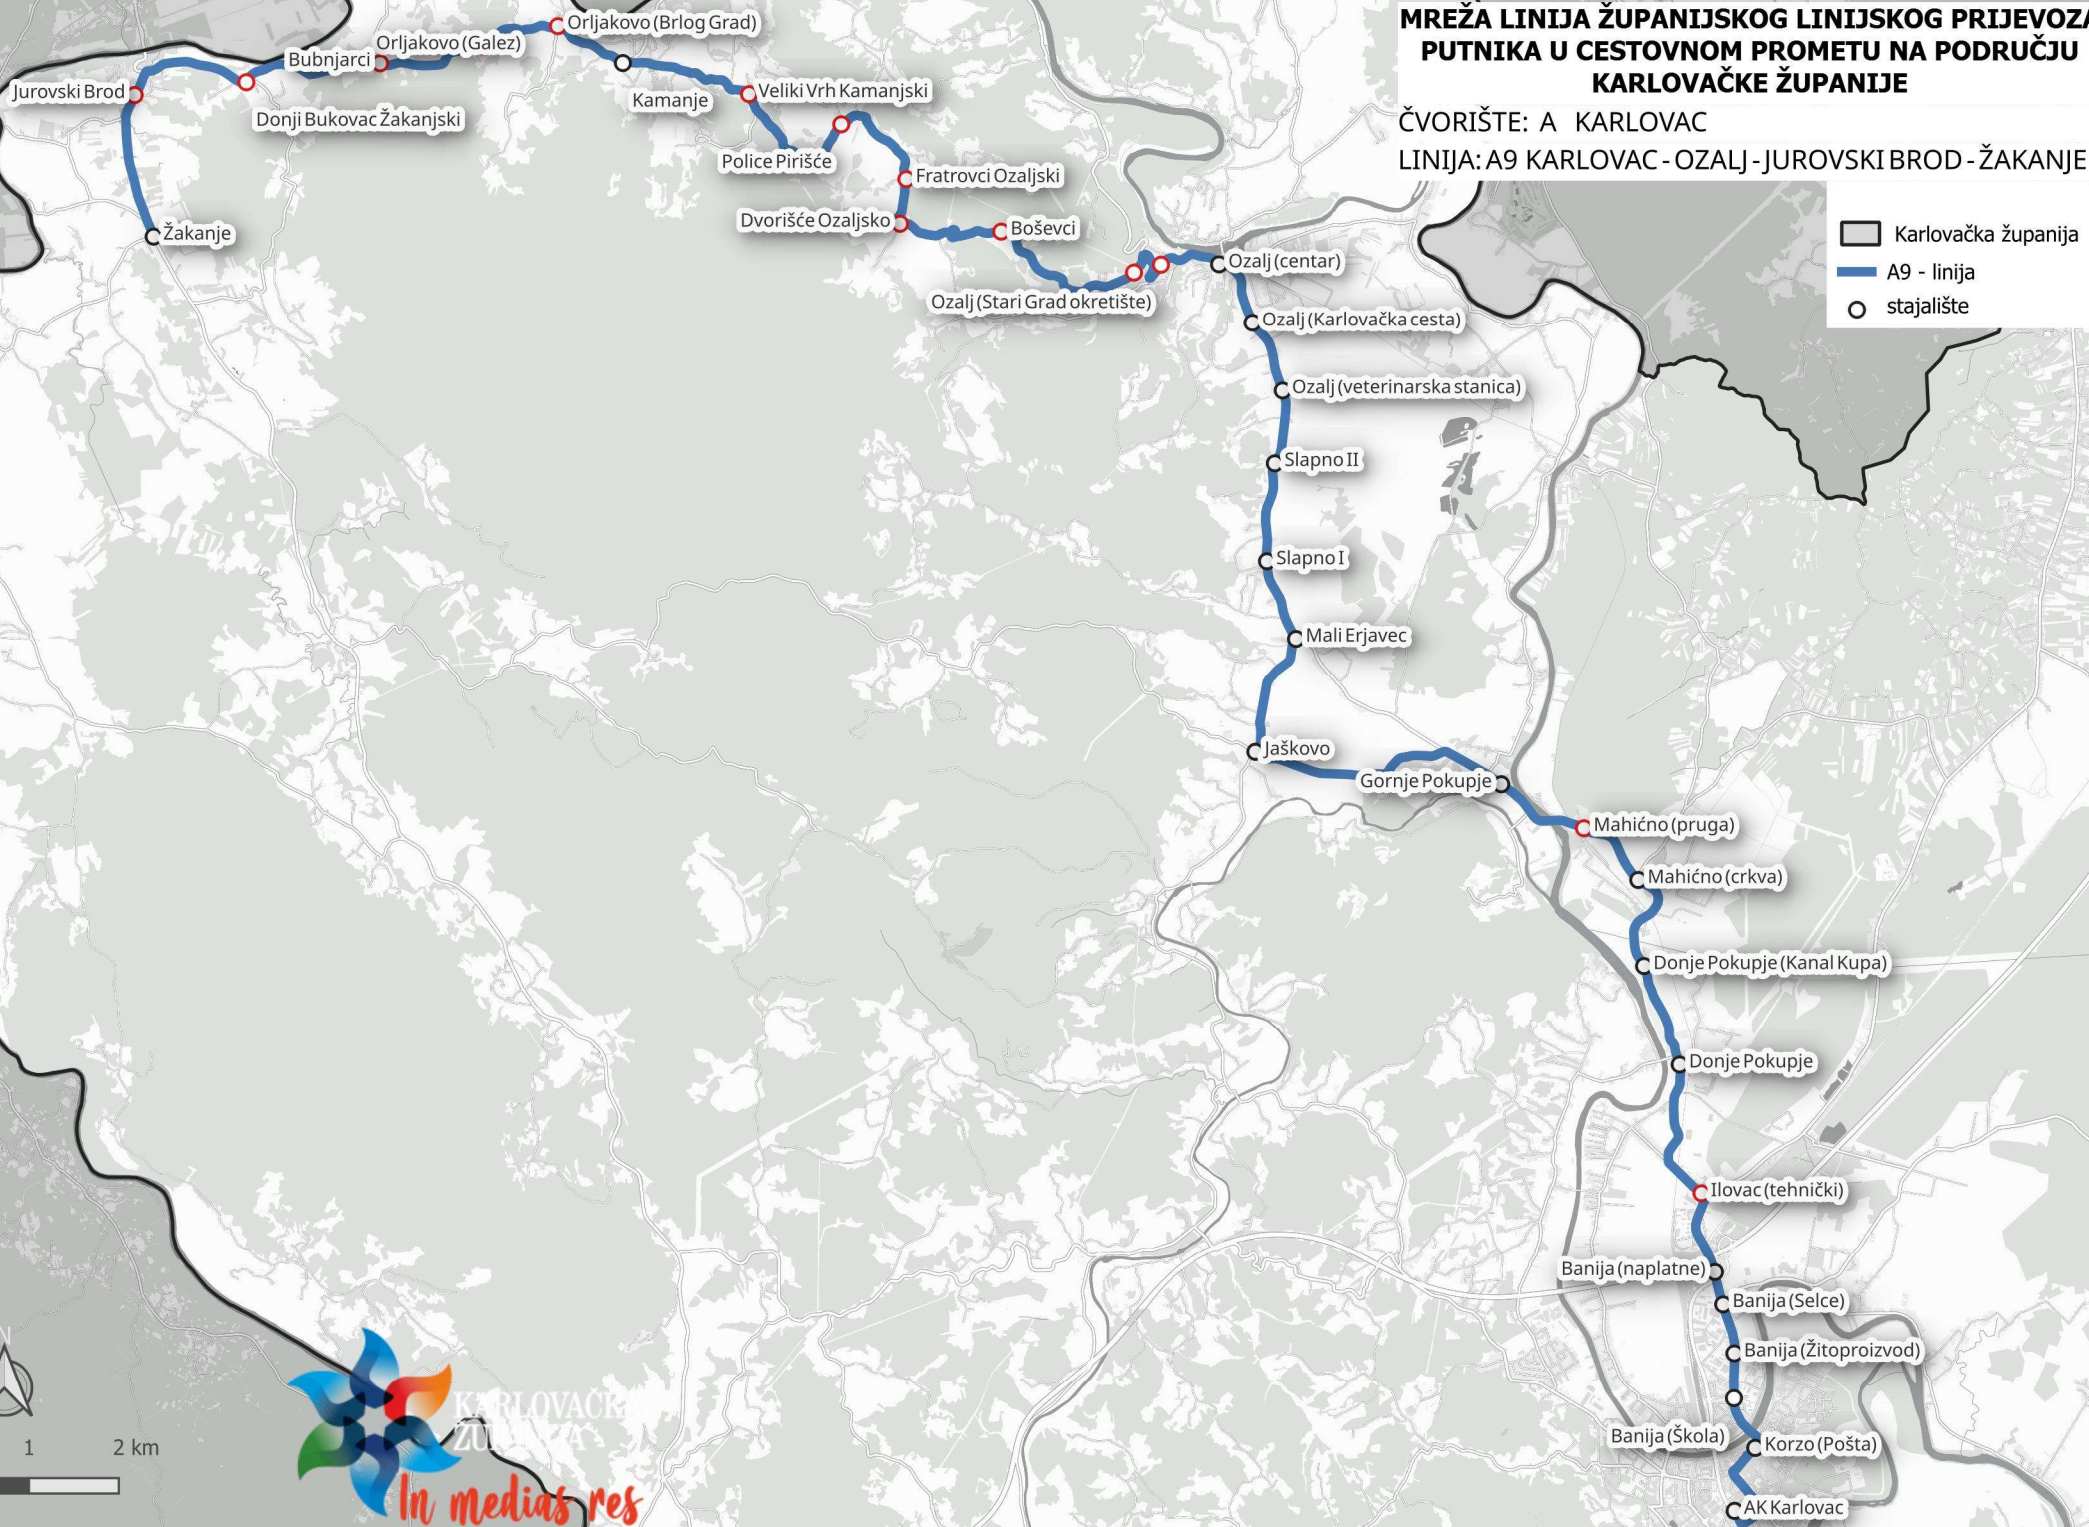 MREŽA LINIJA ŽUPANIJSKOG LINIJSKOG PRIJEVOZA
PUTNIKA U CESTOVNOM PROMETU NA PODRUČJU
KARLOVAČKE ŽUPANIJE
ČVORIŠTE: A KARLOVAC
LINIJA: A9 KARLOVAC - OZALJ - JUROVSKI BROD - ŽAKANJE
Karlovačka županija
A9 - linija
stajalište
Orljakovo (Brlog Grad)
Orljakovo (Galez)
Bubnjarci
Jurovski Brod
Donji Bukovac Žakanjski
Kamanje
Veliki Vrh Kamanjski
Police Pirišće
Fratrovci Ozaljski
Dvorišće Ozaljsko
Boševci
Žakanje
Ozalj (centar)
Ozalj (Stari Grad okretište)
Ozalj (Karlovačka cesta)
Ozalj (veterinarska stanica)
Slapno II
Slapno I
Mali Erjavec
Jaškovo
Gornje Pokupje
Mahićno (pruga)
Mahićno (crkva)
Donje Pokupje (Kanal Kupa)
Donje Pokupje
Ilovac (tehnički)
Banija (naplatne)
Banija (Selce)
Banija (Žitoproizvod)
Banija (Škola)
Korzo (Pošta)
AK Karlovac
N
1 2 km
KARLOVAČKA
ŽUPANIJA
In medias res